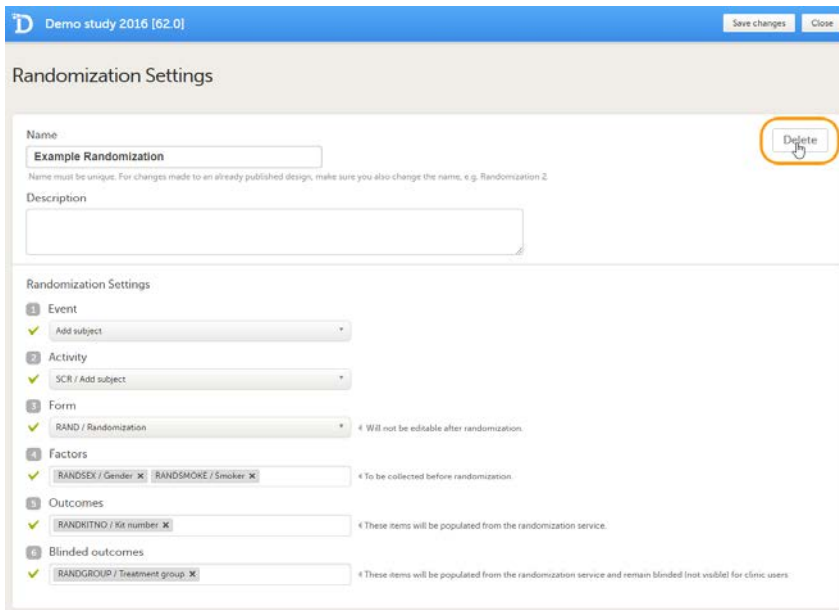 Demo study 2016 [62.0]
Save changes
Close
Randomization Settings
Name
Delete
Example Randomization
Name must be unique. For changes made to an already published design, make sure you also change the name, e.g. Randomization 2.
Description
Randomization Settings
1 Event
Add subject
2 Activity
SCR / Add subject
3 Form
RAND / Randomization
Will not be editable after randomization.
4 Factors
RANDSEX / Gender × RANDSMOKE / Smoker ×
To be collected before randomization.
5 Outcomes
RANDKITNO / Kit number ×
These items will be populated from the randomization service.
6 Blinded outcomes
RANDGROUP / Treatment group ×
These items will be populated from the randomization service and remain blinded (not visible) for clinic users